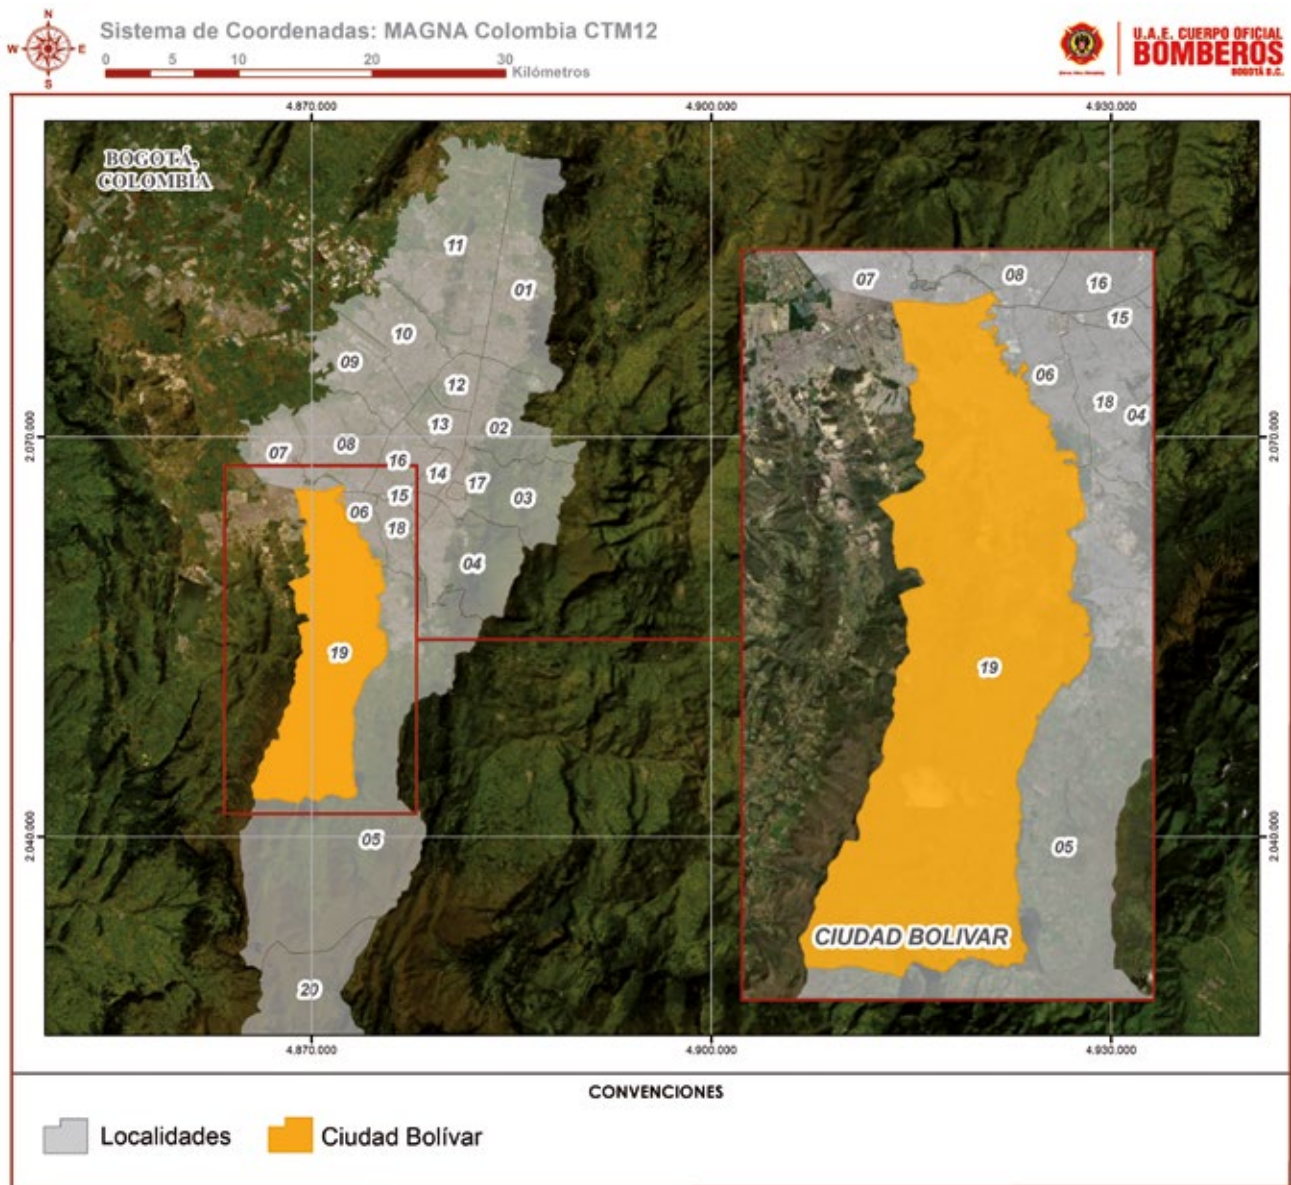 N
W E
S
Sistema de Coordenadas: MAGNA Colombia CTM12
0 5 10 20 30
Kilómetros
U.A.E. CUERPO OFICIAL
BOMBEROS
BOGOTÁ D.C.
4.870.000 4.900.000 4.930.000
BOGOTÁ,
COLOMBIA
11
01
10
09
12
13
02
08
07
16
14
17
15
03
06
18
04
19
05
20
07
08
16
15
06
18
04
19
05
CIUDAD BOLIVAR
2.070.000
2.040.000
2.070.000
2.040.000
4.870.000 4.900.000 4.930.000
CONVENCIONES
Localidades
Ciudad Bolívar